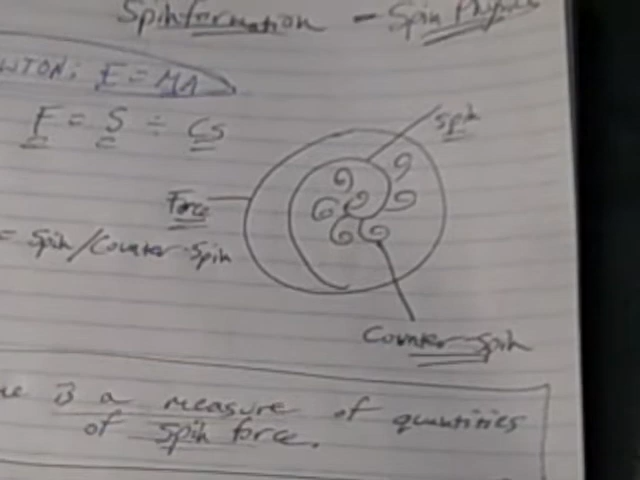 Spinformation - Spin Physics
NEWTON: F = MA
F = S ÷ CS
Spin
Force
= Spin/Counter-Spin
Counter-Spin
is a measure of quantities
of Spin force.